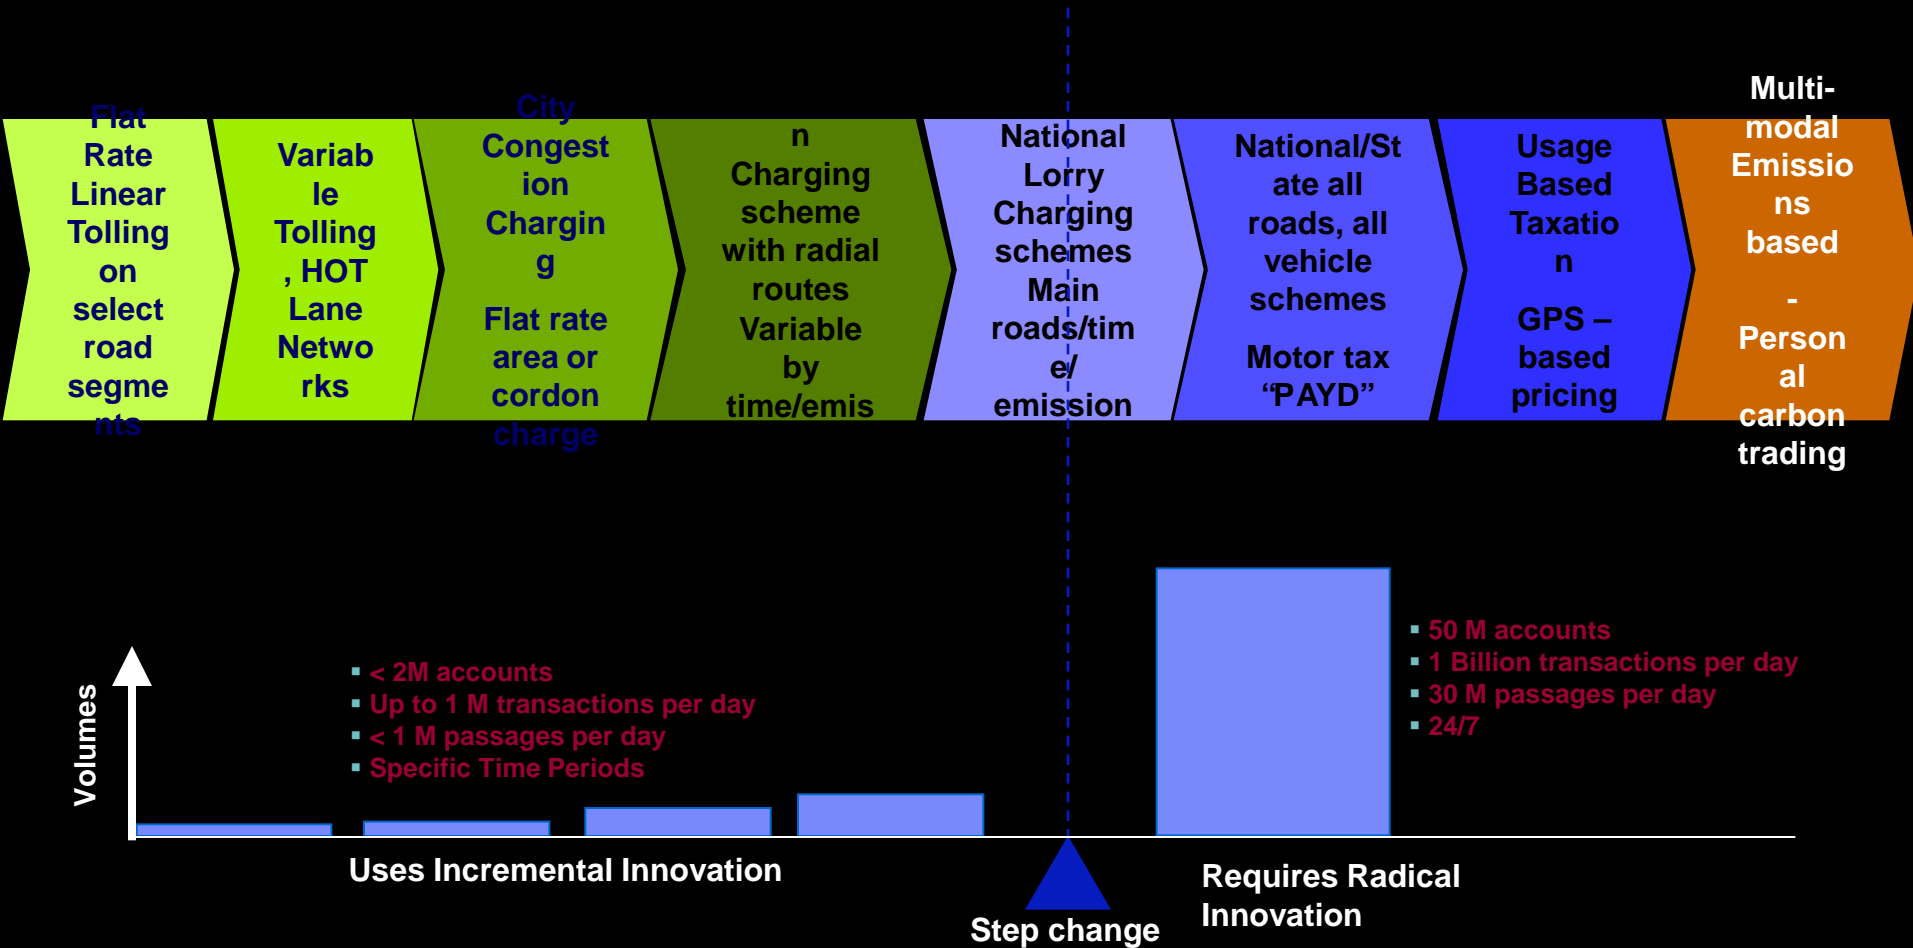 Flat
Rate
Linear
Tolling
on
select
road
segme
nts
Variab
le
Tolling
, HOT
Lane
Netwo
rks
City
Congest
ion
Chargin
g
Flat rate
area or
cordon
charge
n
Charging
scheme
with radial
routes
Variable
by
time/emis
National
Lorry
Charging
schemes
Main
roads/tim
e/
emission
National/St
ate all
roads, all
vehicle
schemes
Motor tax
“PAYD”
Usage
Based
Taxatio
n
GPS –
based
pricing
Multi-
modal
Emissio
ns
based
-
Person
al
carbon
trading
Volumes
▪ < 2M accounts
▪ Up to 1 M transactions per day
▪ < 1 M passages per day
▪ Specific Time Periods
▪ 50 M accounts
▪ 1 Billion transactions per day
▪ 30 M passages per day
▪ 24/7
Uses Incremental Innovation
Step change
Requires Radical
Innovation